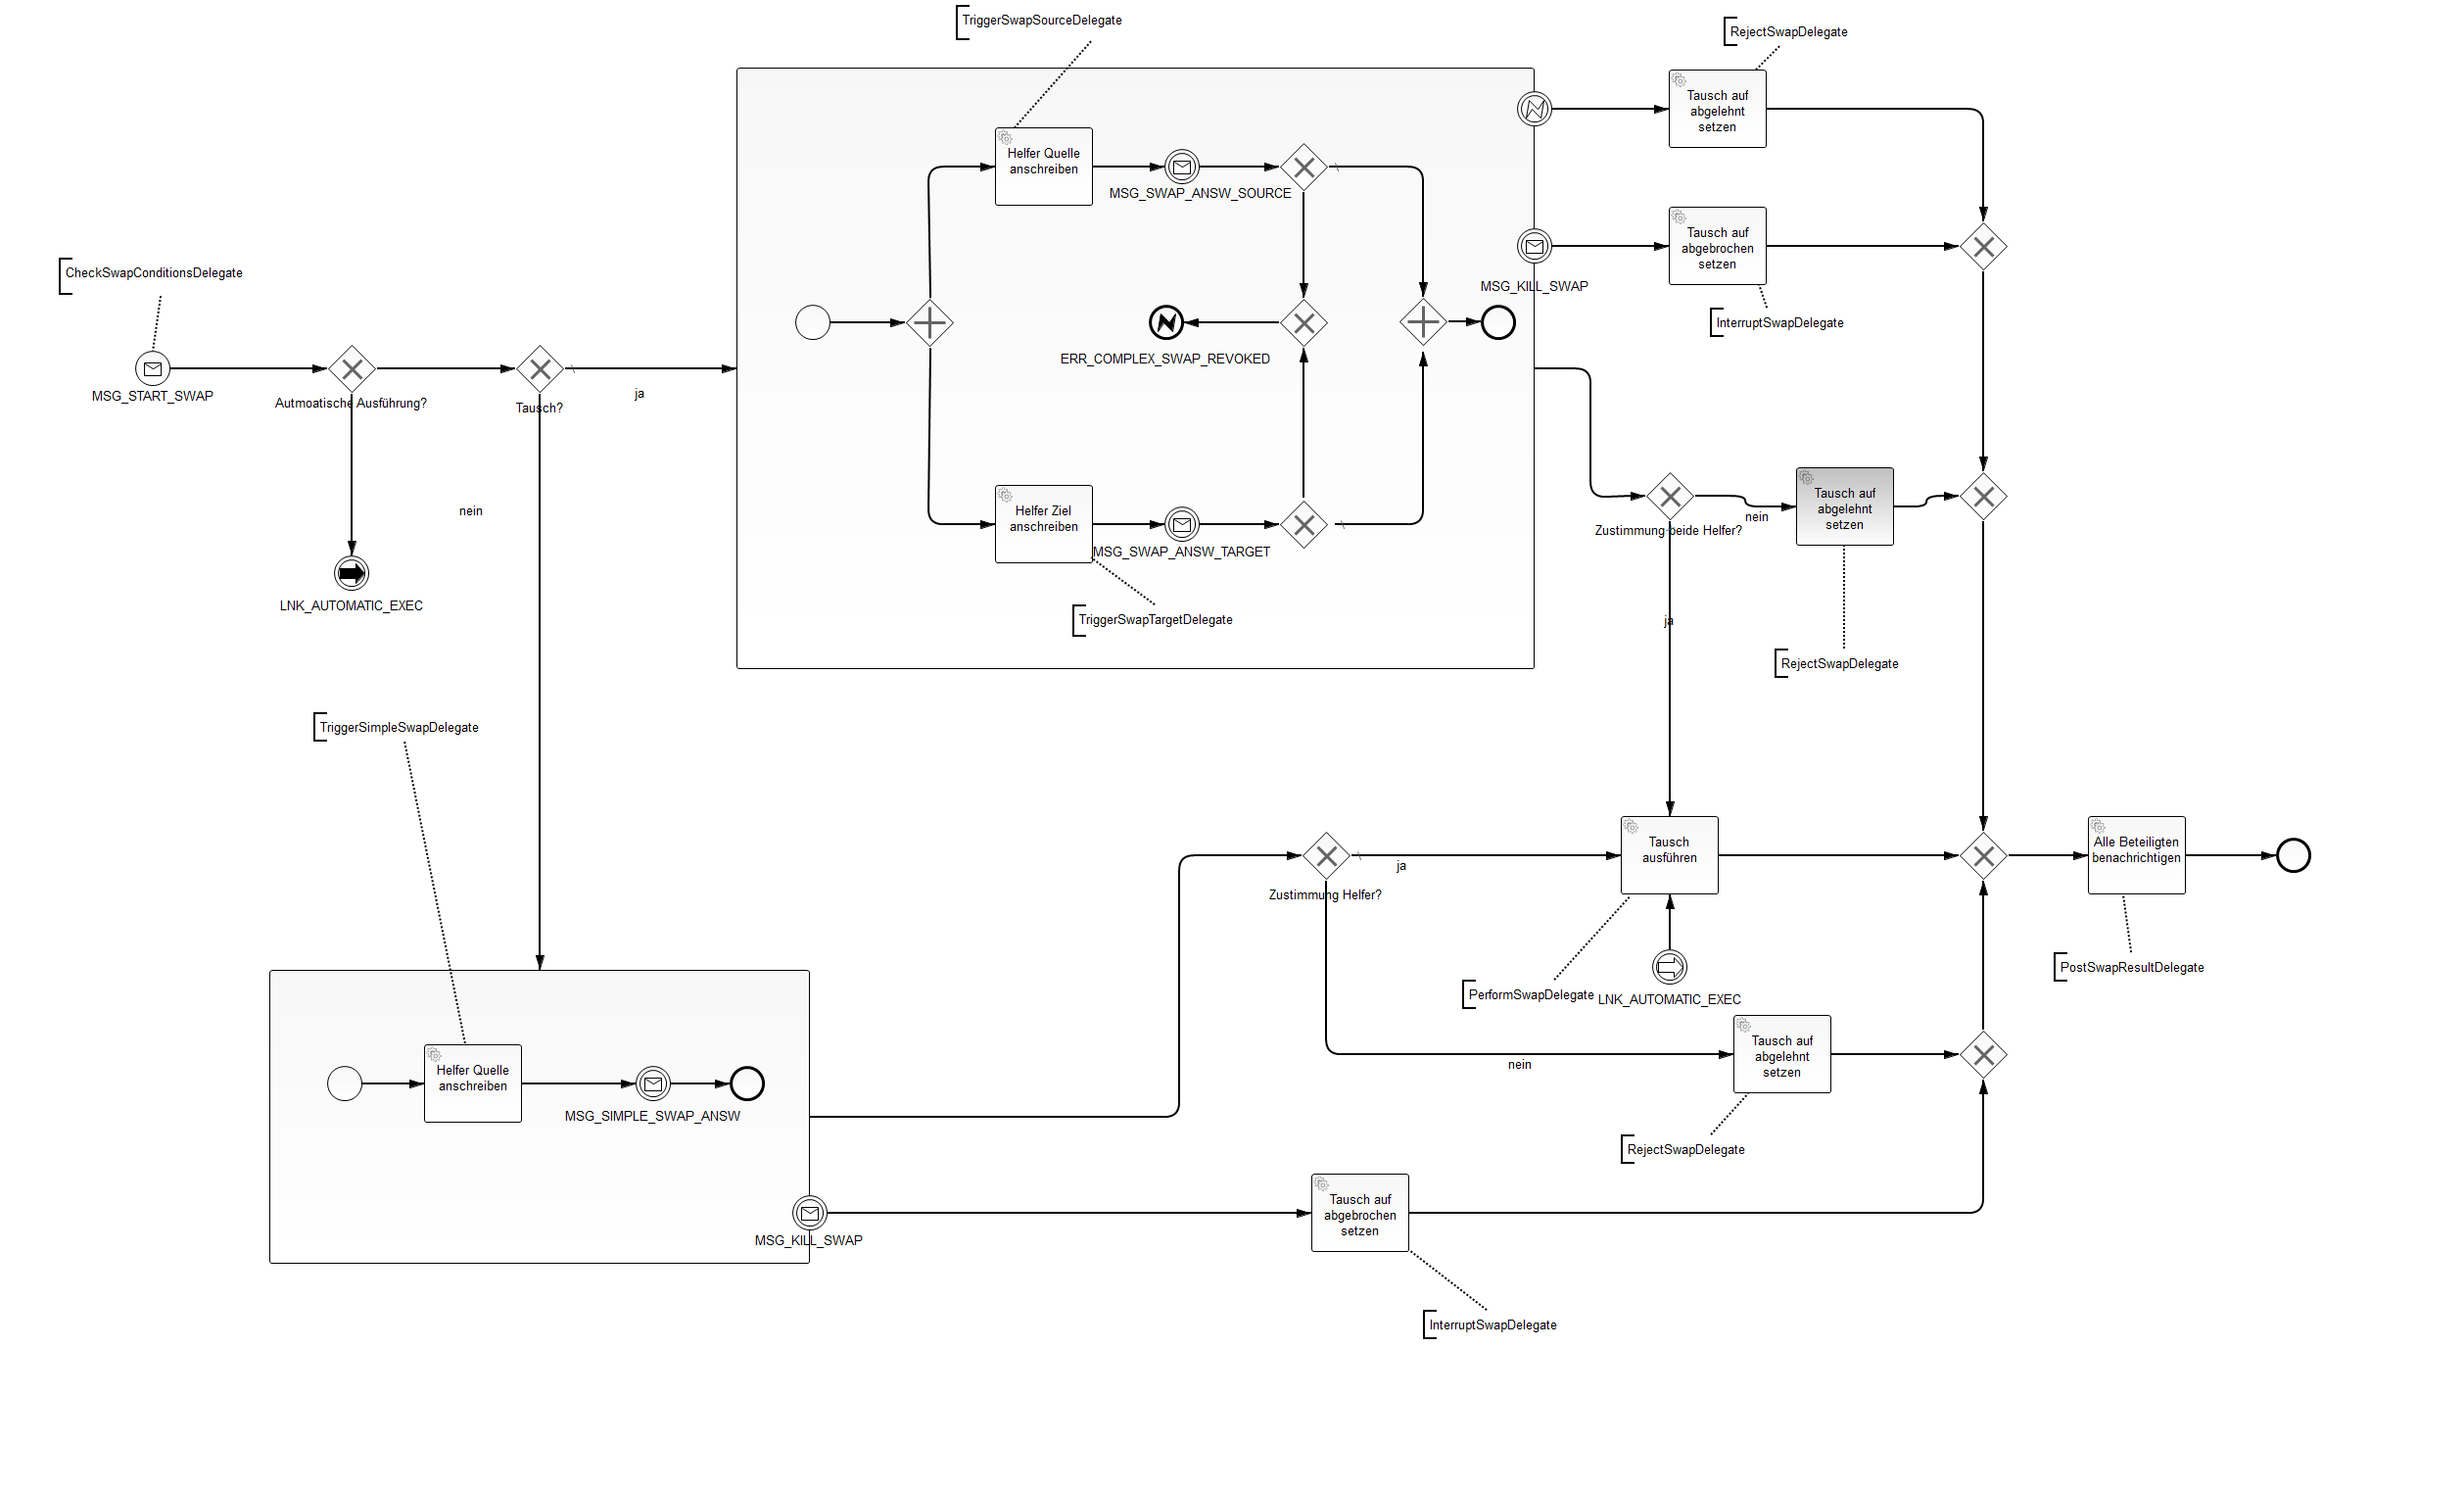 TriggerSwapSourceDelegate
RejectSwapDelegate
Tausch auf
abgelehnt
setzen
Helfer Quelle
anschreiben
MSG_SWAP_ANSW_SOURCE
Tausch auf
abgebrochen
setzen
MSG_KILL_SWAP
InterruptSwapDelegate
CheckSwapConditionsDelegate
MSG_START_SWAP
Autmoatische Ausführung?
Tausch?
ja
ERR_COMPLEX_SWAP_REVOKED
nein
LNK_AUTOMATIC_EXEC
Helfer Ziel
anschreiben
MSG_SWAP_ANSW_TARGET
TriggerSwapTargetDelegate
Zustimmung beide Helfer?
nein
Tausch auf
abgelehnt
setzen
ja
RejectSwapDelegate
TriggerSimpleSwapDelegate
Zustimmung Helfer?
ja
Tausch
ausführen
Alle Beteiligten
benachrichtigen
PerformSwapDelegate
LNK_AUTOMATIC_EXEC
PostSwapResultDelegate
Helfer Quelle
anschreiben
MSG_SIMPLE_SWAP_ANSW
nein
Tausch auf
abgelehnt
setzen
RejectSwapDelegate
MSG_KILL_SWAP
Tausch auf
abgebrochen
setzen
InterruptSwapDelegate